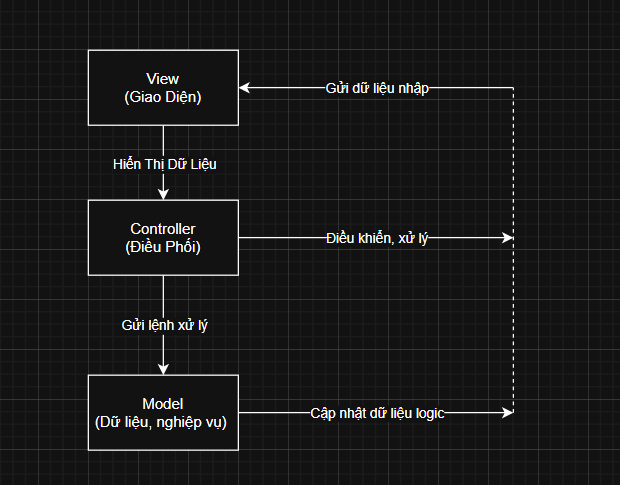 View
(Giao Diện)
Gửi dữ liệu nhập
Hiển Thị Dữ Liệu
Controller
(Điều Phối)
Điều khiển, xử lý
Gửi lệnh xử lý
Model
(Dữ liệu, nghiệp vụ)
Cập nhật dữ liệu logic